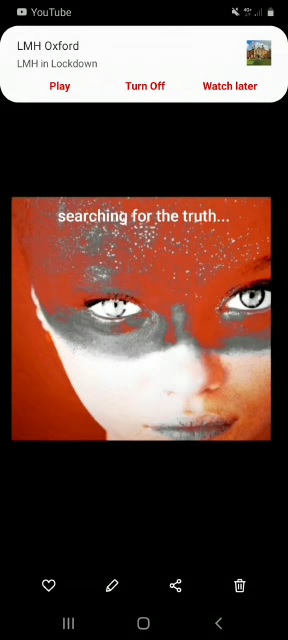 YouTube
LMH Oxford
LMH in Lockdown
Play Turn Off Watch later
searching for the truth...